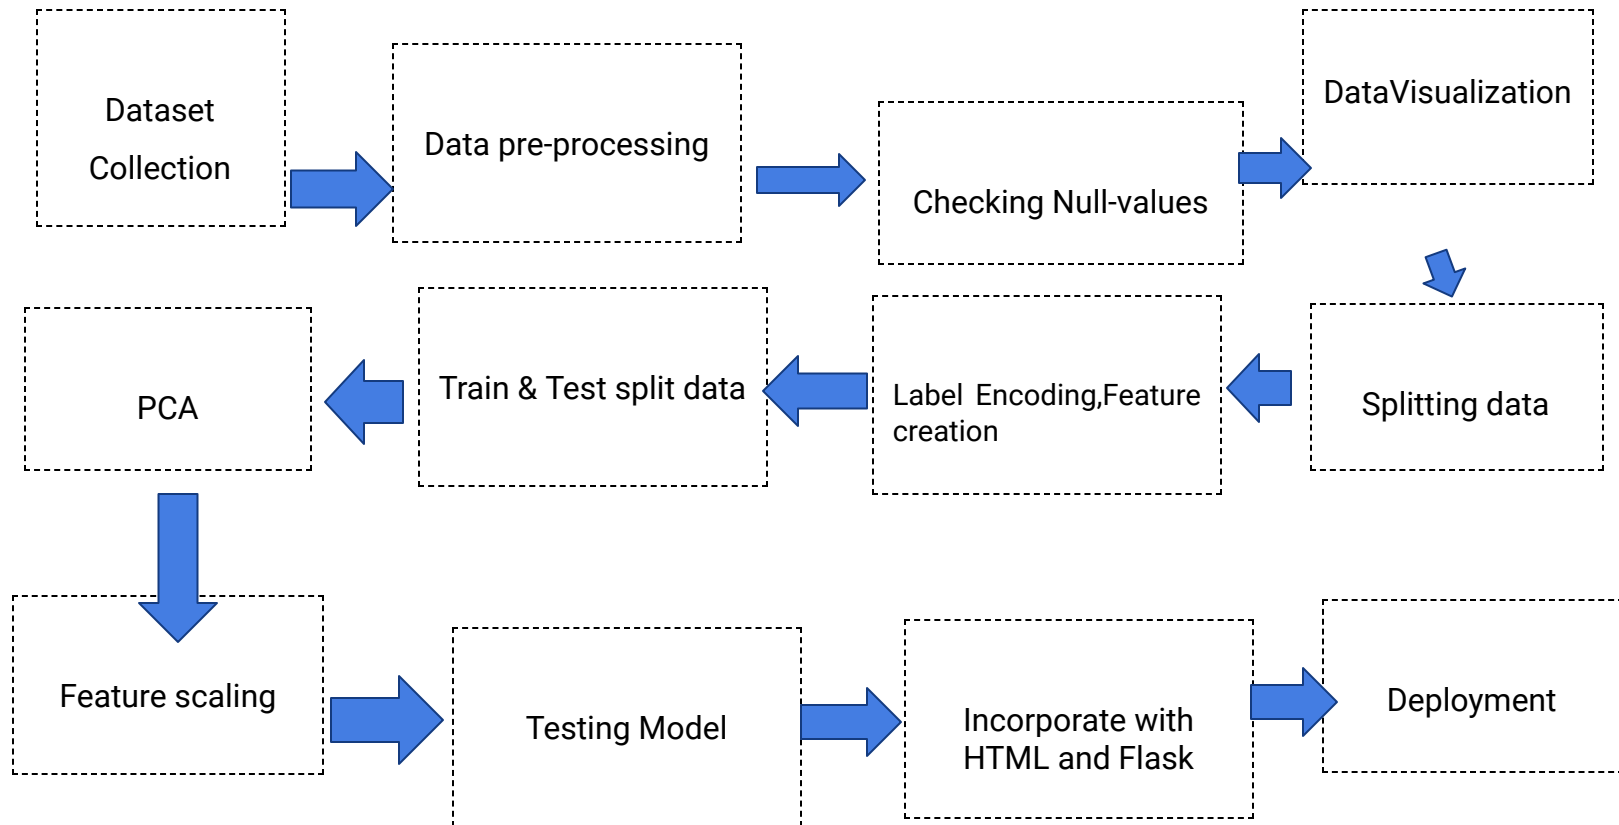 Dataset
Collection
Data pre-processing
Checking Null-values
DataVisualization
Splitting data
Label Encoding,Feature
creation
Train & Test split data
PCA
Feature scaling
Testing Model
Incorporate with
HTML and Flask
Deployment